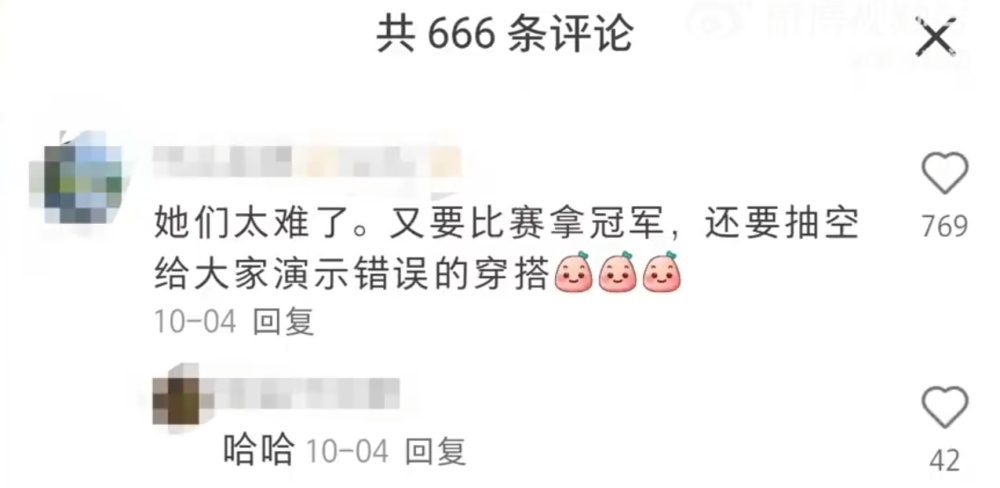 共 666 条评论
她们太难了。又要比赛拿冠军，还要抽空
给大家演示错误的穿搭
769
10-04 回复
哈哈 10-04 回复
42